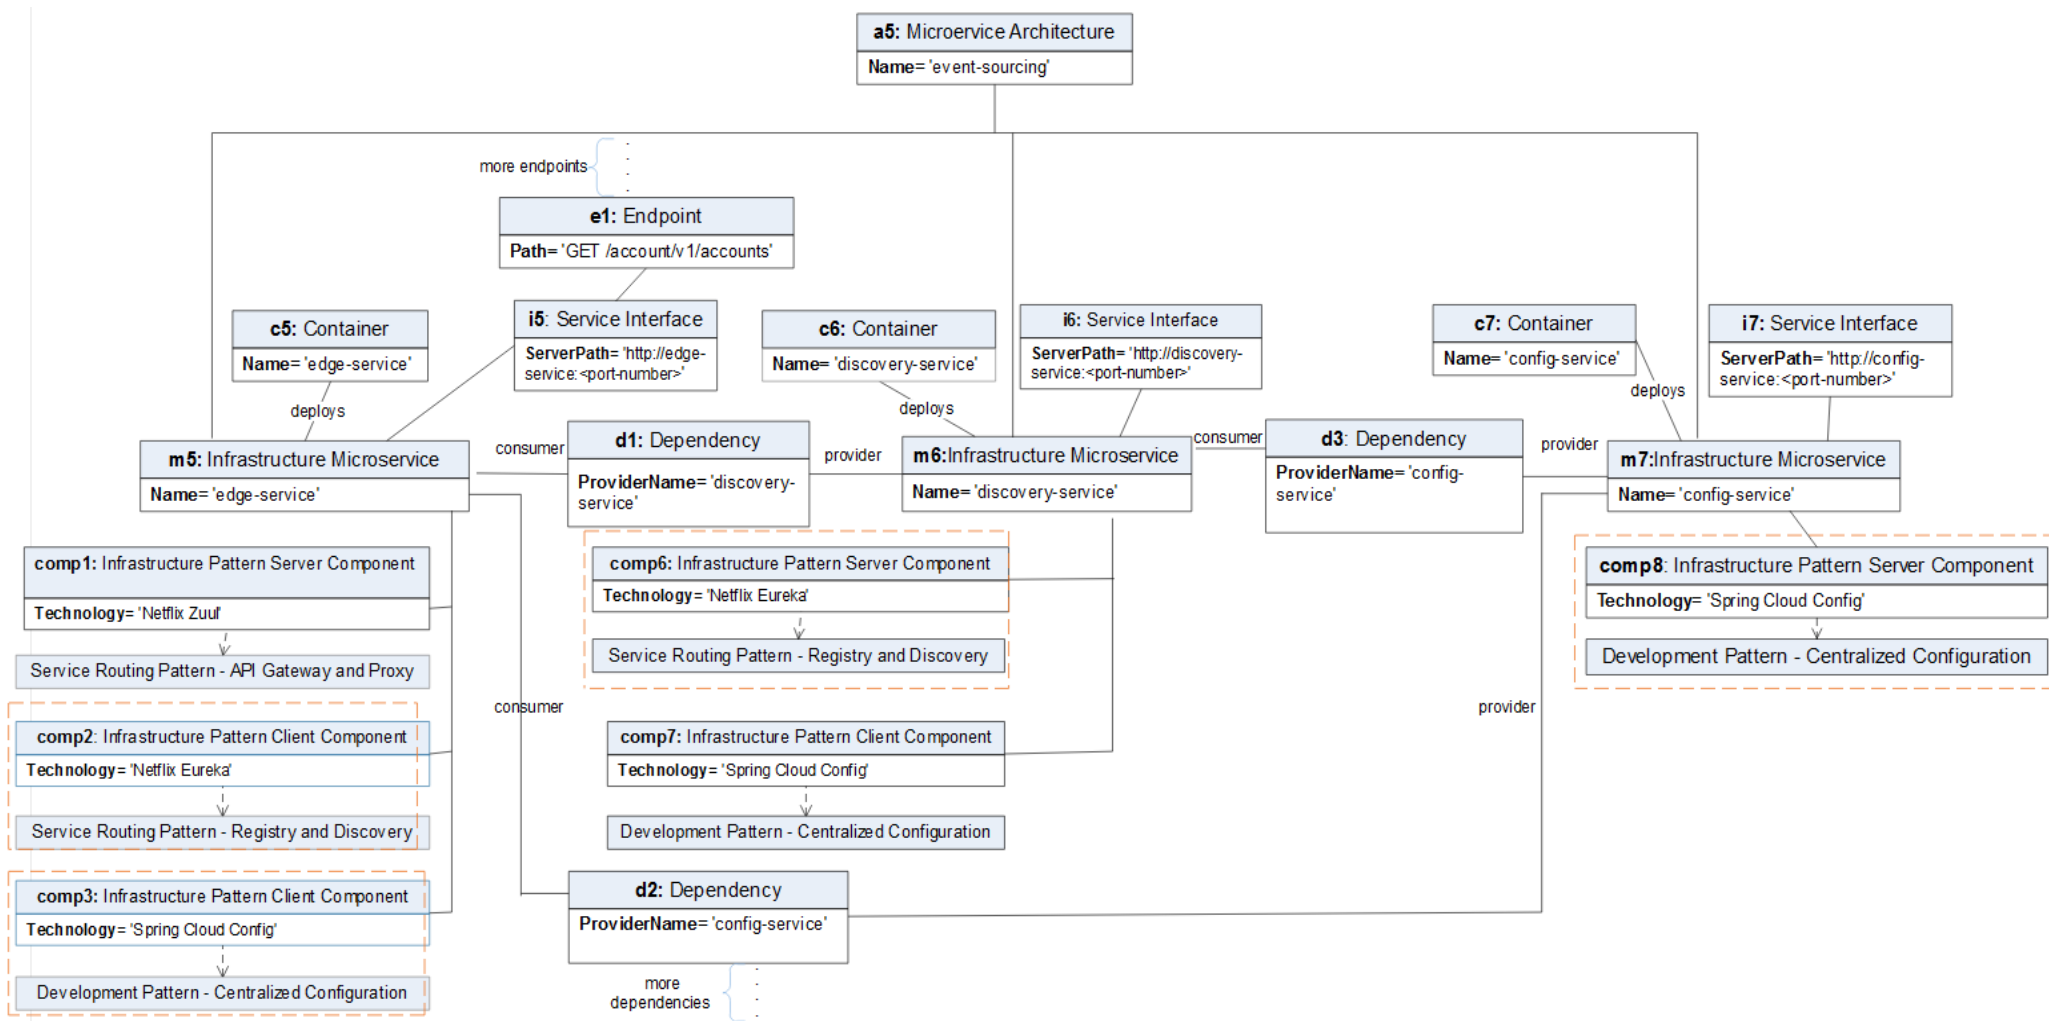 a5: Microervice Architecture
Name= 'event-sourcing'
more endpoints
e1: Endpoint
Path= 'GET /account/v1/accounts'
c5: Container
Name= 'edge-service'
deploys
i5: Service Interface
ServerPath= 'http://edge-
service:<port-number>'
c6: Container
Name= 'discovery-service'
deploys
i6: Service Interface
ServerPath= 'http://discovery-
service:<port-number>'
c7: Container
Name= 'config-service'
deploys
i7: Service Interface
ServerPath= 'http://config-
service:<port-number>'
m5: Infrastructure Microservice
Name= 'edge-service'
consumer
d1: Dependency
ProviderName= 'discovery-
service'
provider
m6:Infrastructure Microservice
Name= 'discovery-service'
consumer
d3: Dependency
ProviderName= 'config-
service'
provider
m7:Infrastructure Microservice
Name= 'config-service'
comp1: Infrastructure Pattern Server Component
Technology= 'Netflix Zuul'
Service Routing Pattern - API Gateway and Proxy
comp6: Infrastructure Pattern Server Component
Technology= 'Netflix Eureka'
Service Routing Pattern - Registry and Discovery
comp8: Infrastructure Pattern Server Component
Technology= 'Spring Cloud Config'
Development Pattern - Centralized Configuration
consumer
provider
comp2: Infrastructure Pattern Client Component
Technology= 'Netflix Eureka'
Service Routing Pattern - Registry and Discovery
comp7: Infrastructure Pattern Client Component
Technology= 'Spring Cloud Config'
Development Pattern - Centralized Configuration
comp3: Infrastructure Pattern Client Component
Technology= 'Spring Cloud Config'
Development Pattern - Centralized Configuration
d2: Dependency
ProviderName= 'config-service'
more
dependencies